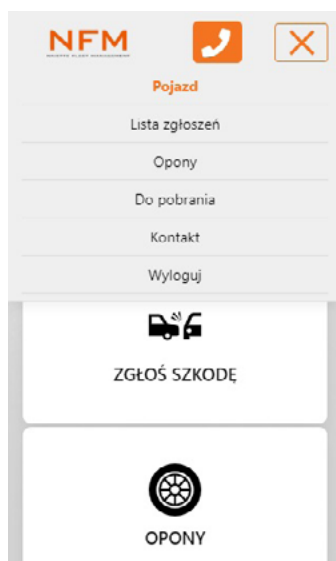 NFM
Pojazd
Lista zgłoszeń
Opony
Do pobrania
Kontakt
Wyloguj
ZGŁOŚ SZKODĘ
OPONY